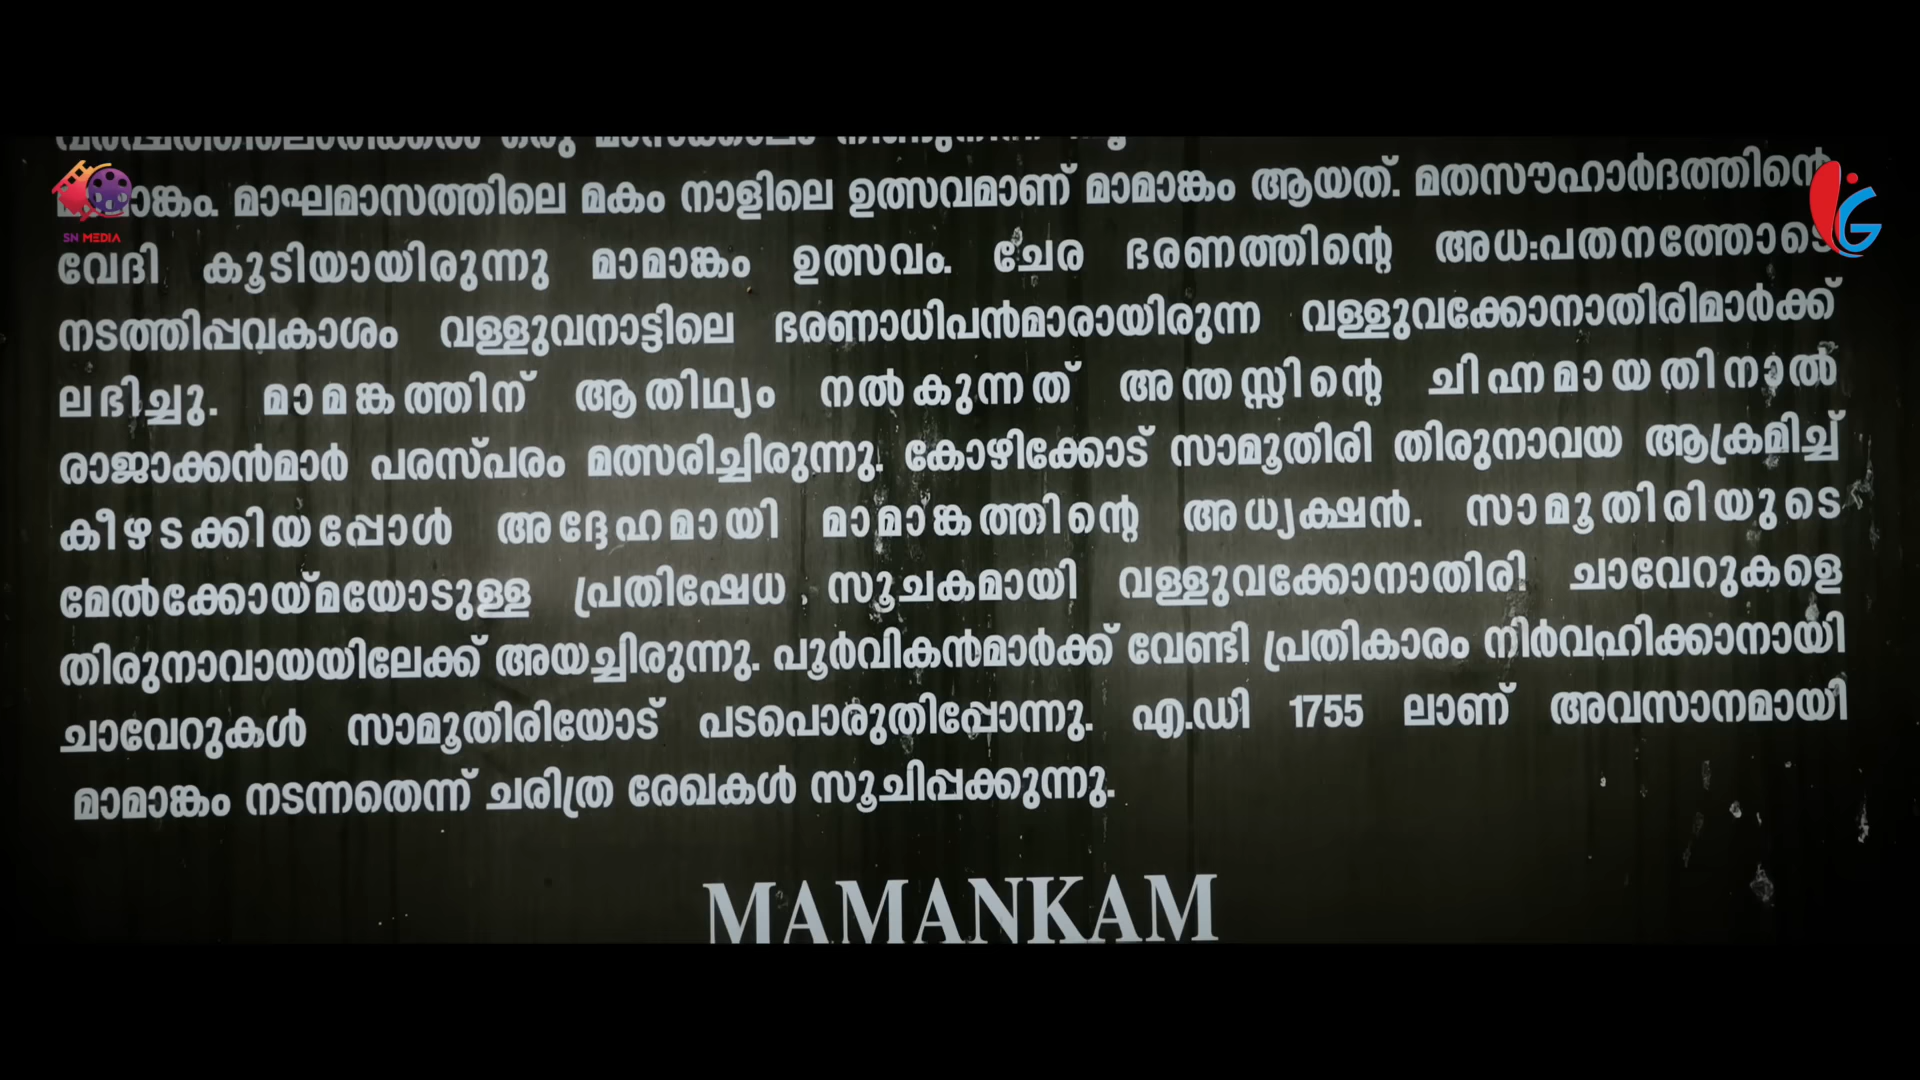 മാമാങ്കം. മാഘമാസത്തിലെ മകം നാളിലെ ഉത്സവമാണ് മാമാങ്കം ആയത്. മതസൗഹാർദത്തിന്റെ
വേദി കൂടിയായിരുന്നു മാമാങ്കം ഉത്സവം. ചേര ഭരണത്തിന്റെ അധ:പതനത്തോടെ
നടത്തിപ്പവകാശം വള്ളുവനാട്ടിലെ ഭരണാധിപൻമാരായിരുന്ന വള്ളുവക്കോനാതിരിമാർക്ക്
ലഭിച്ചു. മാമങ്കത്തിന് ആതിഥ്യം നൽകുന്നത് അന്തസ്സിന്റെ ചിഹ്നമായതിനാൽ
രാജാക്കൻമാർ പരസ്പരം മത്സരിച്ചിരുന്നു. കോഴിക്കോട് സാമൂതിരി തിരുനാവയ ആക്രമിച്ച്
കീഴടക്കിയപ്പോൾ അദ്ദേഹമായി മാമാങ്കത്തിന്റെ അധ്യക്ഷൻ. സാമൂതിരിയുടെ
മേൽക്കോയ്മയോടുള്ള പ്രതിഷേധ സൂചകമായി വള്ളുവക്കോനാതിരി ചാവേറുകളെ
തിരുനാവായയിലേക്ക് അയച്ചിരുന്നു. പൂർവികൻമാർക്ക് വേണ്ടി പ്രതികാരം നിർവഹിക്കാനായി
ചാവേറുകൾ സാമൂതിരിയോട് പടപൊരുതിപ്പോന്നു. എ.ഡി 1755 ലാണ് അവസാനമായി
മാമാങ്കം നടന്നതെന്ന് ചരിത്ര രേഖകൾ സൂചിപ്പക്കുന്നു.
MAMANKAM
SN MEDIA